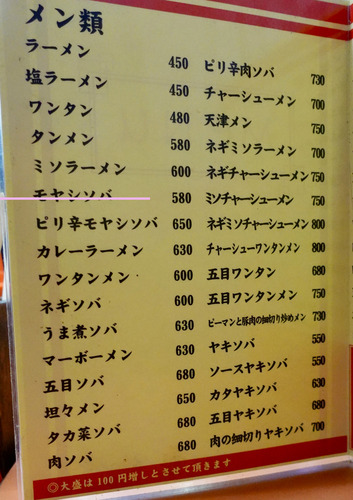 メン類
ラーメン 450
塩ラーメン 450
ワンタン 480
タンメン 580
ミソラーメン 600
モヤシソバ 580
ピリ辛モヤシソバ 650
カレーラーメン 630
ワンタンメン 600
ネギソバ 600
うま煮ソバ 630
マーボーメン 630
五目ソバ 680
坦々メン 650
タカ菜ソバ 680
肉ソバ 680
ピリ辛肉ソバ 730
チャーシューメン 700
天津メン 750
ネギミソラーメン 700
ネギチャーシューメン 750
ミソチャーシューメン 750
ネギミソチャーシューメン 800
チャーシューワンタンメン 800
五目ワンタン 680
五目ワンタンメン 750
ピーマンと豚肉の細切り炒めメン 730
ヤキソバ 550
ソースヤキソバ 550
カタヤキソバ 680
五目ヤキソバ 680
肉の細切りヤキソバ 700
◎大盛は100円増しとさせて頂きます